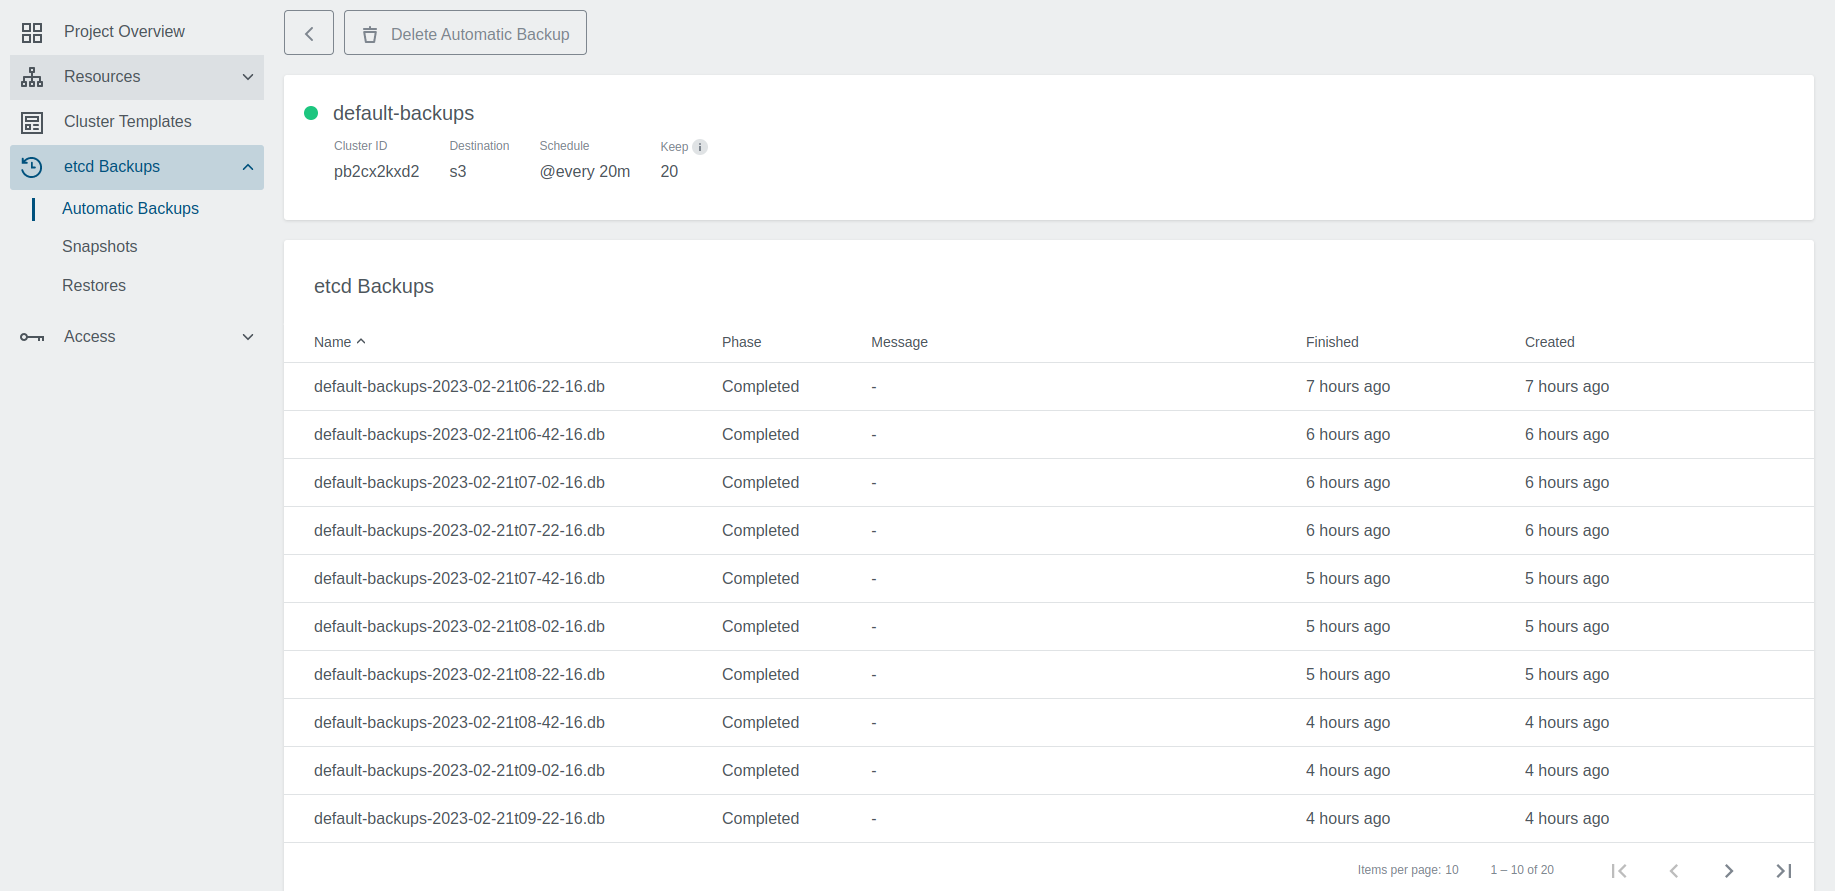 Project Overview
Resources
Cluster Templates
etcd Backups
Automatic Backups
Snapshots
Restores
Access
Delete Automatic Backup
default-backups
Cluster ID Destination Schedule Keep i
pb2cx2kxd2 s3 @every 20m 20
etcd Backups
Name Phase Message Finished Created
default-backups-2023-02-21t06-22-16.db Completed - 7 hours ago 7 hours ago
default-backups-2023-02-21t06-42-16.db Completed - 6 hours ago 6 hours ago
default-backups-2023-02-21t07-02-16.db Completed - 6 hours ago 6 hours ago
default-backups-2023-02-21t07-22-16.db Completed - 6 hours ago 6 hours ago
default-backups-2023-02-21t07-42-16.db Completed - 5 hours ago 5 hours ago
default-backups-2023-02-21t08-02-16.db Completed - 5 hours ago 5 hours ago
default-backups-2023-02-21t08-22-16.db Completed - 5 hours ago 5 hours ago
default-backups-2023-02-21t08-42-16.db Completed - 4 hours ago 4 hours ago
default-backups-2023-02-21t09-02-16.db Completed - 4 hours ago 4 hours ago
default-backups-2023-02-21t09-22-16.db Completed - 4 hours ago 4 hours ago
Items per page: 10 1 – 10 of 20